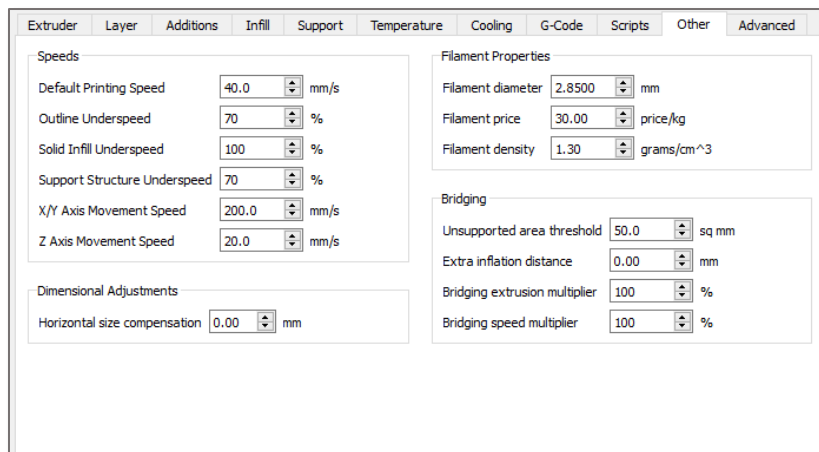 Extruder Layer Additions Infill Support Temperature Cooling G-Code Scripts Other Advanced
Speeds
Default Printing Speed 40.0 mm/s
Outline Underspeed 70 %
Solid Infill Underspeed 100 %
Support Structure Underspeed 70 %
X/Y Axis Movement Speed 200.0 mm/s
Z Axis Movement Speed 20.0 mm/s
Dimensional Adjustments
Horizontal size compensation 0.00 mm
Filament Properties
Filament diameter 2.8500 mm
Filament price 30.00 price/kg
Filament density 1.30 grams/cm^3
Bridging
Unsupported area threshold 50.0 sq mm
Extra inflation distance 0.00 mm
Bridging extrusion multiplier 100 %
Bridging speed multiplier 100 %